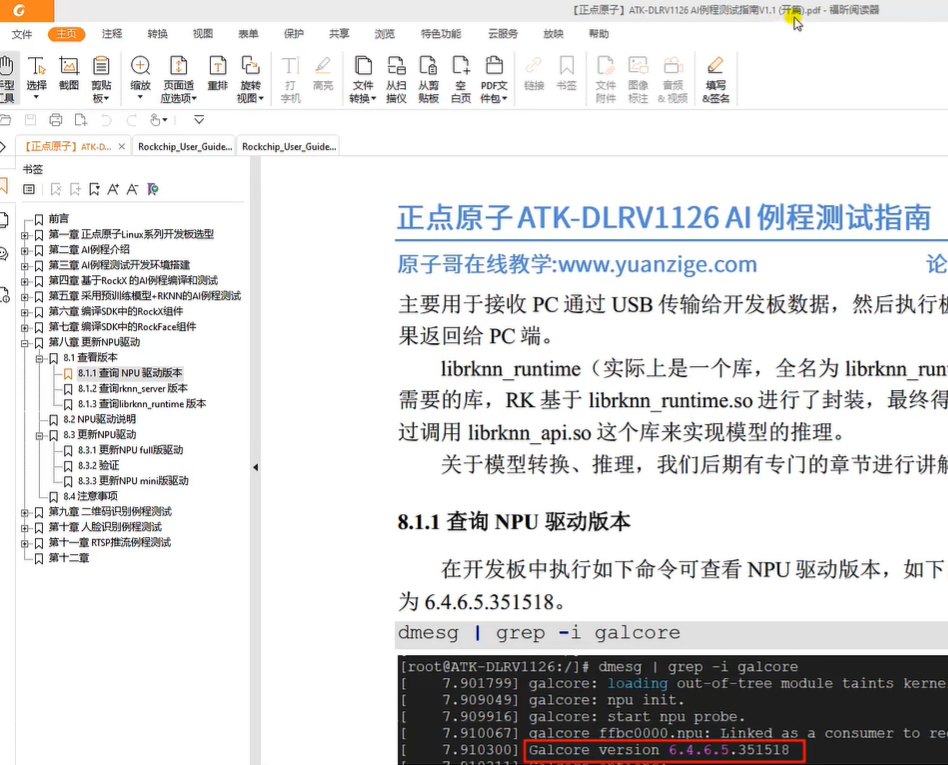 【正点原子】ATK-DLRV1126 AI例程测试指南V1.1 (开篇).pdf - 福昕阅读器
文件 主页 注释 转换 视图 表单 保护 共享 浏览 特色功能 云服务 放映 帮助
手型工具 选择 截图 剪贴板 缩放 页面适应选项 重排 旋转视图 打字机 高亮 文件转换 从扫描仪 从剪贴板 空白页 PDF文件包 链接 书签 文件附件 图像标注 音频&视频 填写&签名
【正点原子】ATK-D... Rockchip_User_Guide... Rockchip_User_Guide...
书签
前言
第一章 正点原子Linux系列开发板选型
第二章 AI例程介绍
第三章 AI例程测试开发环境搭建
第四章 基于RockX 的AI例程编译和测试
第五章 采用预训练模型+RKNN的AI例程测试
第六章 编译SDK中的RockX组件
第七章 编译SDK中的RockFace组件
第八章 更新NPU驱动
8.1 查看版本
8.1.1 查询 NPU 驱动版本
8.1.2 查询rknn_server 版本
8.1.3 查询librknn_runtime 版本
8.2 NPU驱动说明
8.3 更新NPU驱动
8.3.1 更新NPU full版驱动
8.3.2 验证
8.3.3 更新NPU mini版驱动
8.4 注意事项
第九章 二维码识别例程测试
第十章 人脸识别例程测试
第十一章 RTSP推流例程测试
第十二章
正点原子ATK-DLRV1126 AI 例程测试指南
原子哥在线教学:www.yuanzige.com 论
主要用于接收 PC 通过 USB 传输给开发板数据，然后执行板
果返回给 PC 端。
librknn_runtime（实际上是一个库，全名为 librknn_run
需要的库，RK 基于 librknn_runtime.so 进行了封装，最终得
过调用 librknn_api.so 这个库来实现模型的推理。
关于模型转换、推理，我们后期有专门的章节进行讲解
8.1.1 查询 NPU 驱动版本
在开发板中执行如下命令可查看 NPU 驱动版本，如下
为 6.4.6.5.351518。
dmesg | grep -i galcore
[root@ATK-DLRV1126:/]# dmesg | grep -i galcore
[ 7.901799] galcore: loading out-of-tree module taints kerne
[ 7.909049] galcore: npu init.
[ 7.909916] galcore: start npu probe.
[ 7.910067] galcore ffbc0000.npu: Linked as a consumer to re
[ 7.910300] Galcore version 6.4.6.5.351518